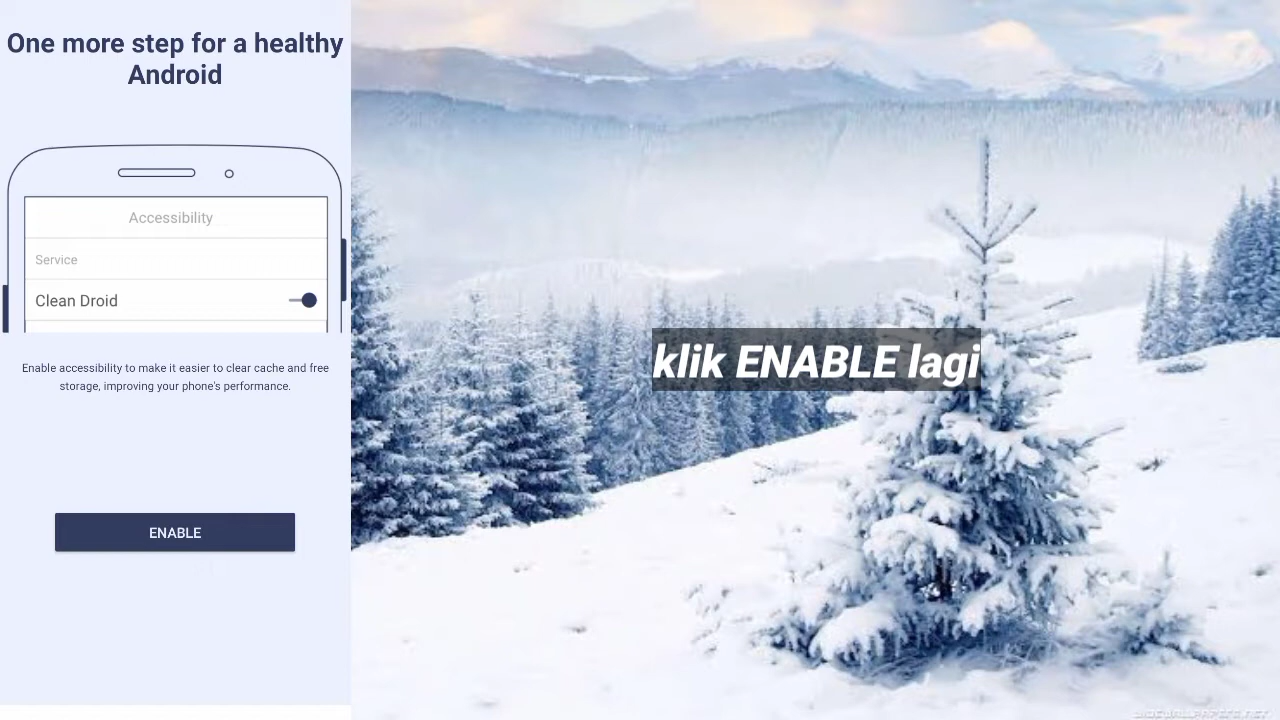 One more step for a healthy
Android
Accessibility
Service
Clean Droid
Enable Accessibility to make it easier to clear cache and free
storage, improving your phone's performance.
ENABLE
klik ENABLE lagi